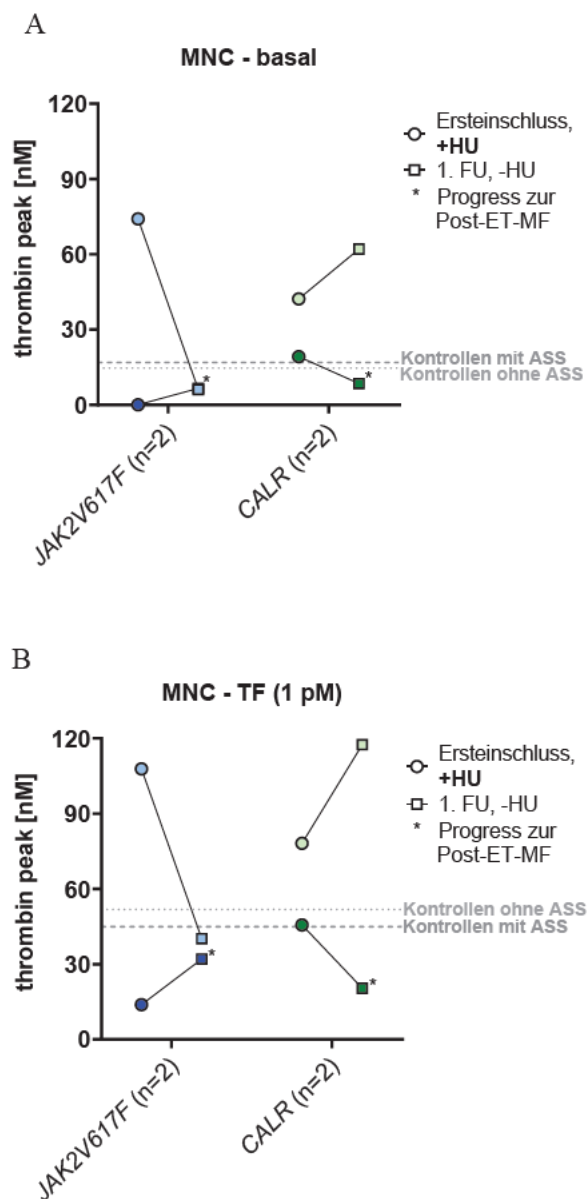 A
MNC - basal
thrombin peak [nM]
120
90
60
30
0
Ersteinschluss,
+HU
1. FU, -HU
* Progress zur
Post-ET-MF
Kontrollen mit ASS
Kontrollen ohne ASS
*
*
JAK2V617F (n=2)
CALR (n=2)
B
MNC - TF (1 pM)
thrombin peak [nM]
120
90
60
30
0
Ersteinschluss,
+HU
1. FU, -HU
* Progress zur
Post-ET-MF
Kontrollen ohne ASS
Kontrollen mit ASS
*
*
JAK2V617F (n=2)
CALR (n=2)